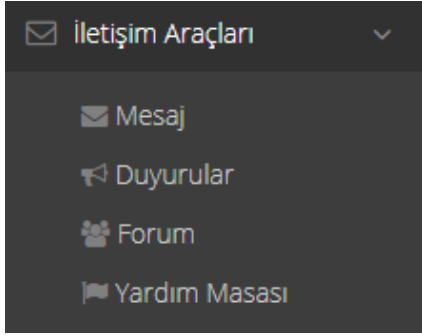 İletişim Araçları
Mesaj
Duyurular
Forum
Yardım Masası